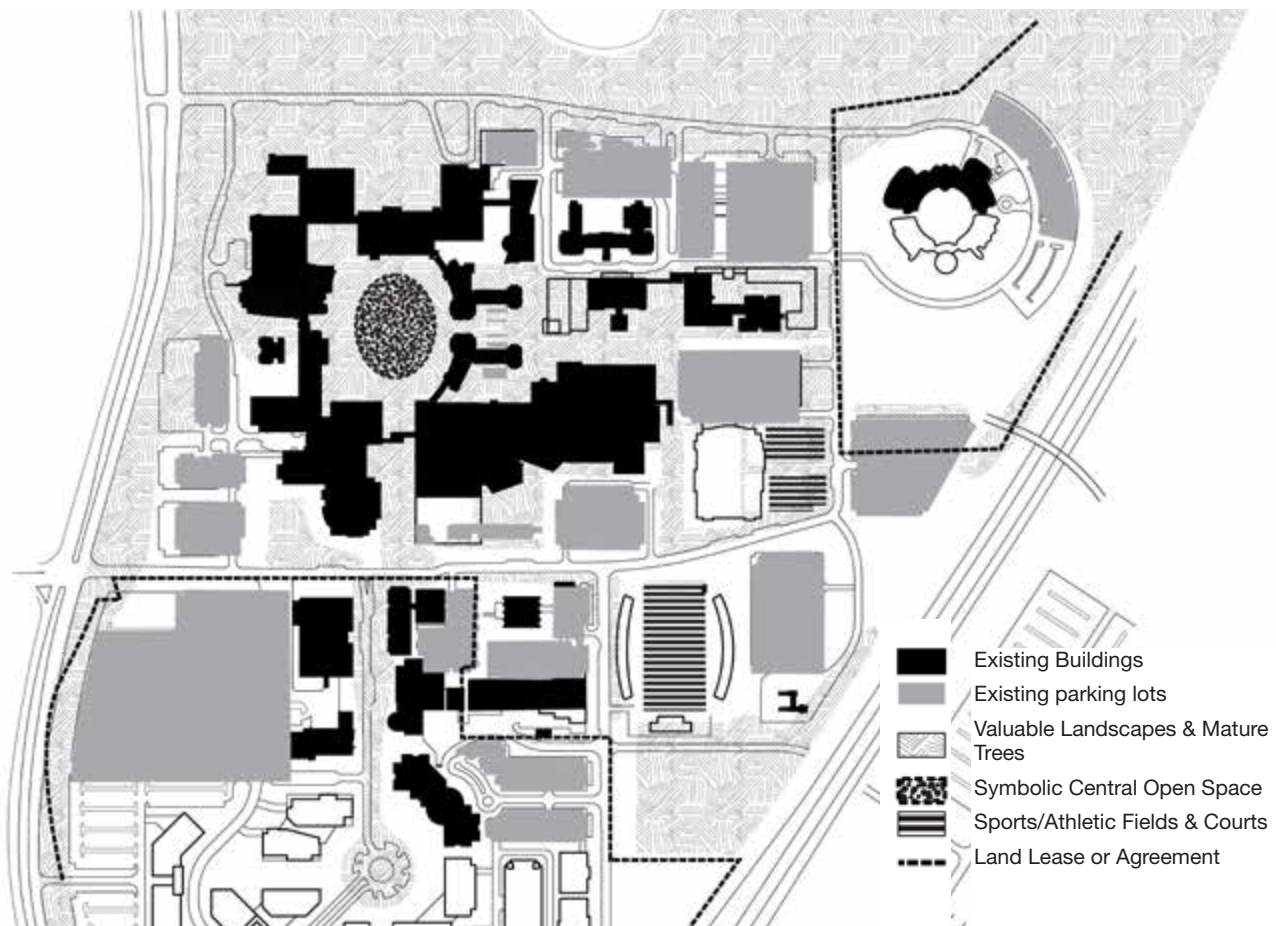 Existing Buildings
Existing parking lots
Valuable Landscapes & Mature
Trees
Symbolic Central Open Space
Sports/Athletic Fields & Courts
Land Lease or Agreement